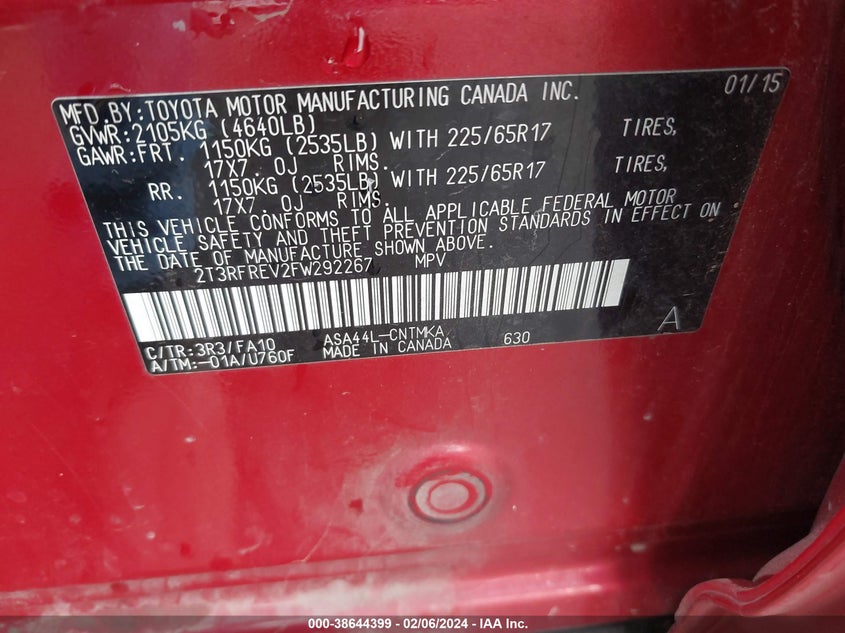 MFD.BY:TOYOTA MOTOR MANUFACTURING CANADA INC. 01/15
GVWR:2105KG (4640LB)
GAWR:FRT. 1150KG (2535LB) WITH 225/65R17 TIRES,
17X7.0J RIMS.
RR. 1150KG (2535LB) WITH 225/65R17 TIRES,
17X7.0J RIMS.
THIS VEHICLE CONFORMS TO ALL APPLICABLE FEDERAL MOTOR
VEHICLE SAFETY AND THEFT PREVENTION STANDARDS IN EFFECT ON
THE DATE OF MANUFACTURE SHOWN ABOVE.
2T3RFREV2FW292267 MPV
A
C/TR:3R3/FA10 ASA44L-CNTMKA 630
A/TM:-01A/U760F MADE IN CANADA
000-38644399 - 02/06/2024 - IAA Inc.